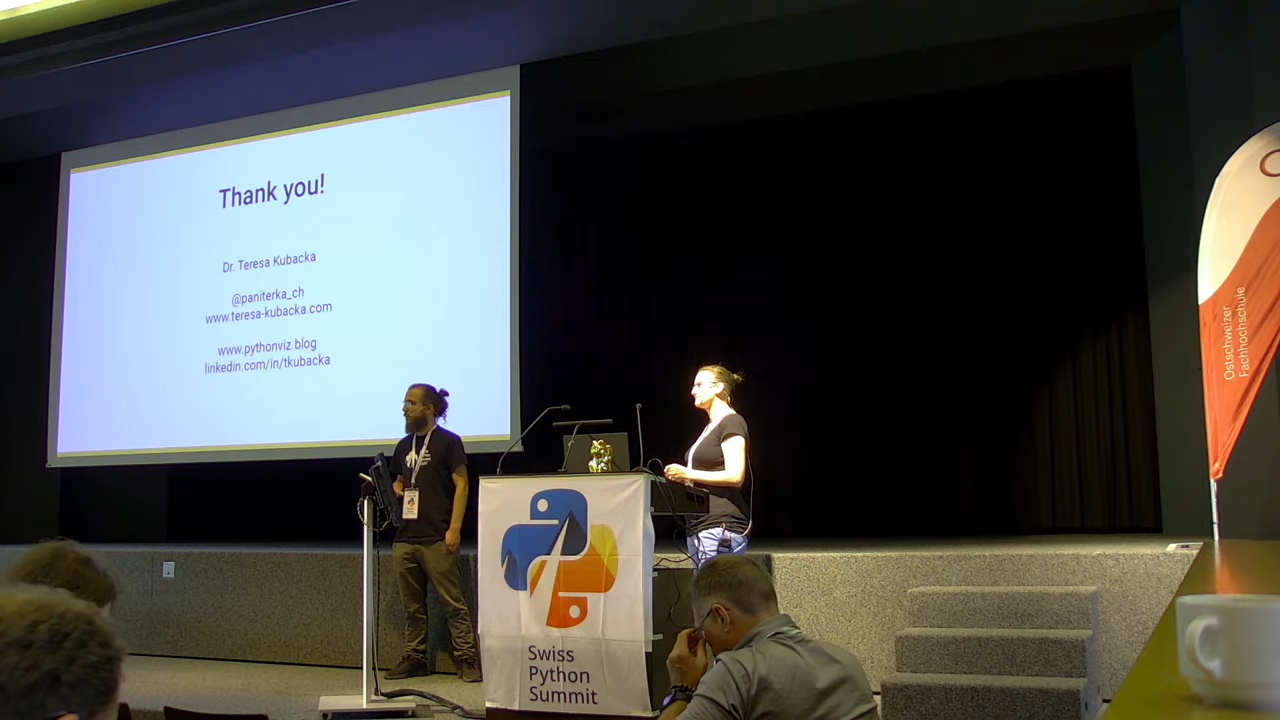 Thank you!
Dr. Teresa Kubacka
@paniterka_ch
www.teresa-kubacka.com
www.pythonviz.blog
linkedin.com/in/tkubacka
Swiss
Python
Summit
Ostschweizer
Fachhochschule